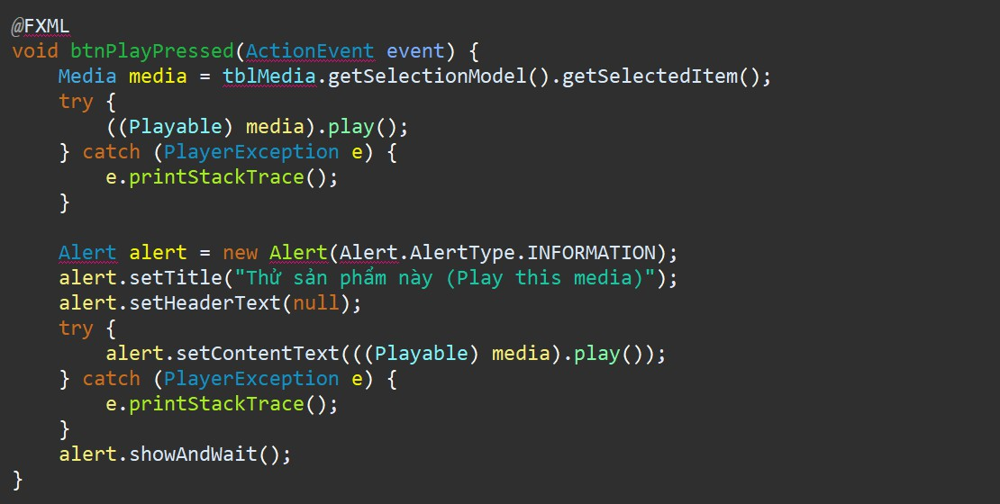 @FXML
void btnPlayPressed(ActionEvent event) {
    Media media = tblMedia.getSelectionModel().getSelectedItem();
    try {
        ((Playable) media).play();
    } catch (PlayerException e) {
        e.printStackTrace();
    }

    Alert alert = new Alert(Alert.AlertType.INFORMATION);
    alert.setTitle("Thử sản phẩm này (Play this media)");
    alert.setHeaderText(null);
    try {
        alert.setContentText(((Playable) media).play());
    } catch (PlayerException e) {
        e.printStackTrace();
    }
    alert.showAndWait();
}